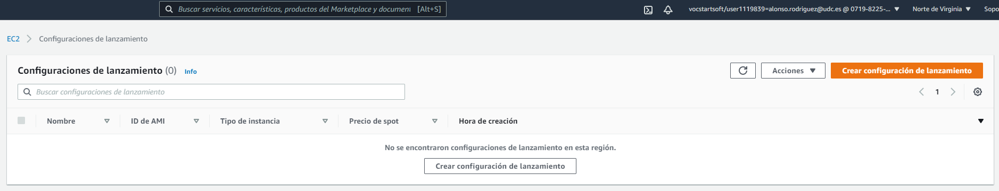 Buscar servicios, características, productos del Marketplace y document [Alt+S]
vocstartsoft/user1119839=alonso.rodriguez@udc.es @ 0719-8225-... Norte de Virginia Sopo
EC2 Configuraciones de lanzamiento
Configuraciones de lanzamiento (0) Info
Acciones Crear configuración de lanzamiento
Buscar configuraciones de lanzamiento
1
Nombre ID de AMI Tipo de instancia Precio de spot Hora de creación
No se encontraron configuraciones de lanzamiento en esta región.
Crear configuración de lanzamiento